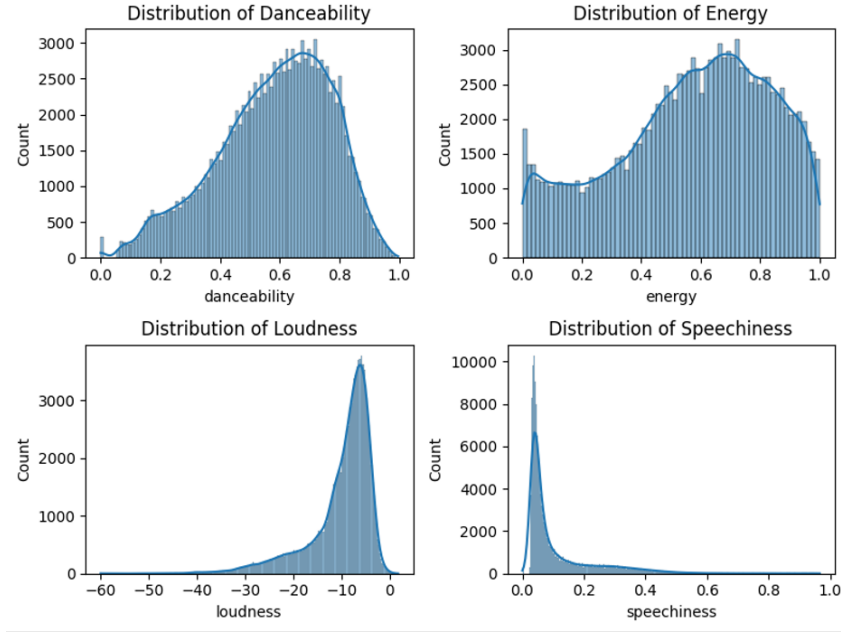 Distribution of Danceability
3000
2500
2000
1500
1000
500
0
Count
0.0 0.2 0.4 0.6 0.8 1.0
danceability
Distribution of Energy
3000
2500
2000
1500
1000
500
0
Count
0.0 0.2 0.4 0.6 0.8 1.0
energy
Distribution of Loudness
3000
2000
1000
0
Count
−60 −50 −40 −30 −20 −10 0
loudness
Distribution of Speechiness
10000
8000
6000
4000
2000
0
Count
0.0 0.2 0.4 0.6 0.8 1.0
speechiness